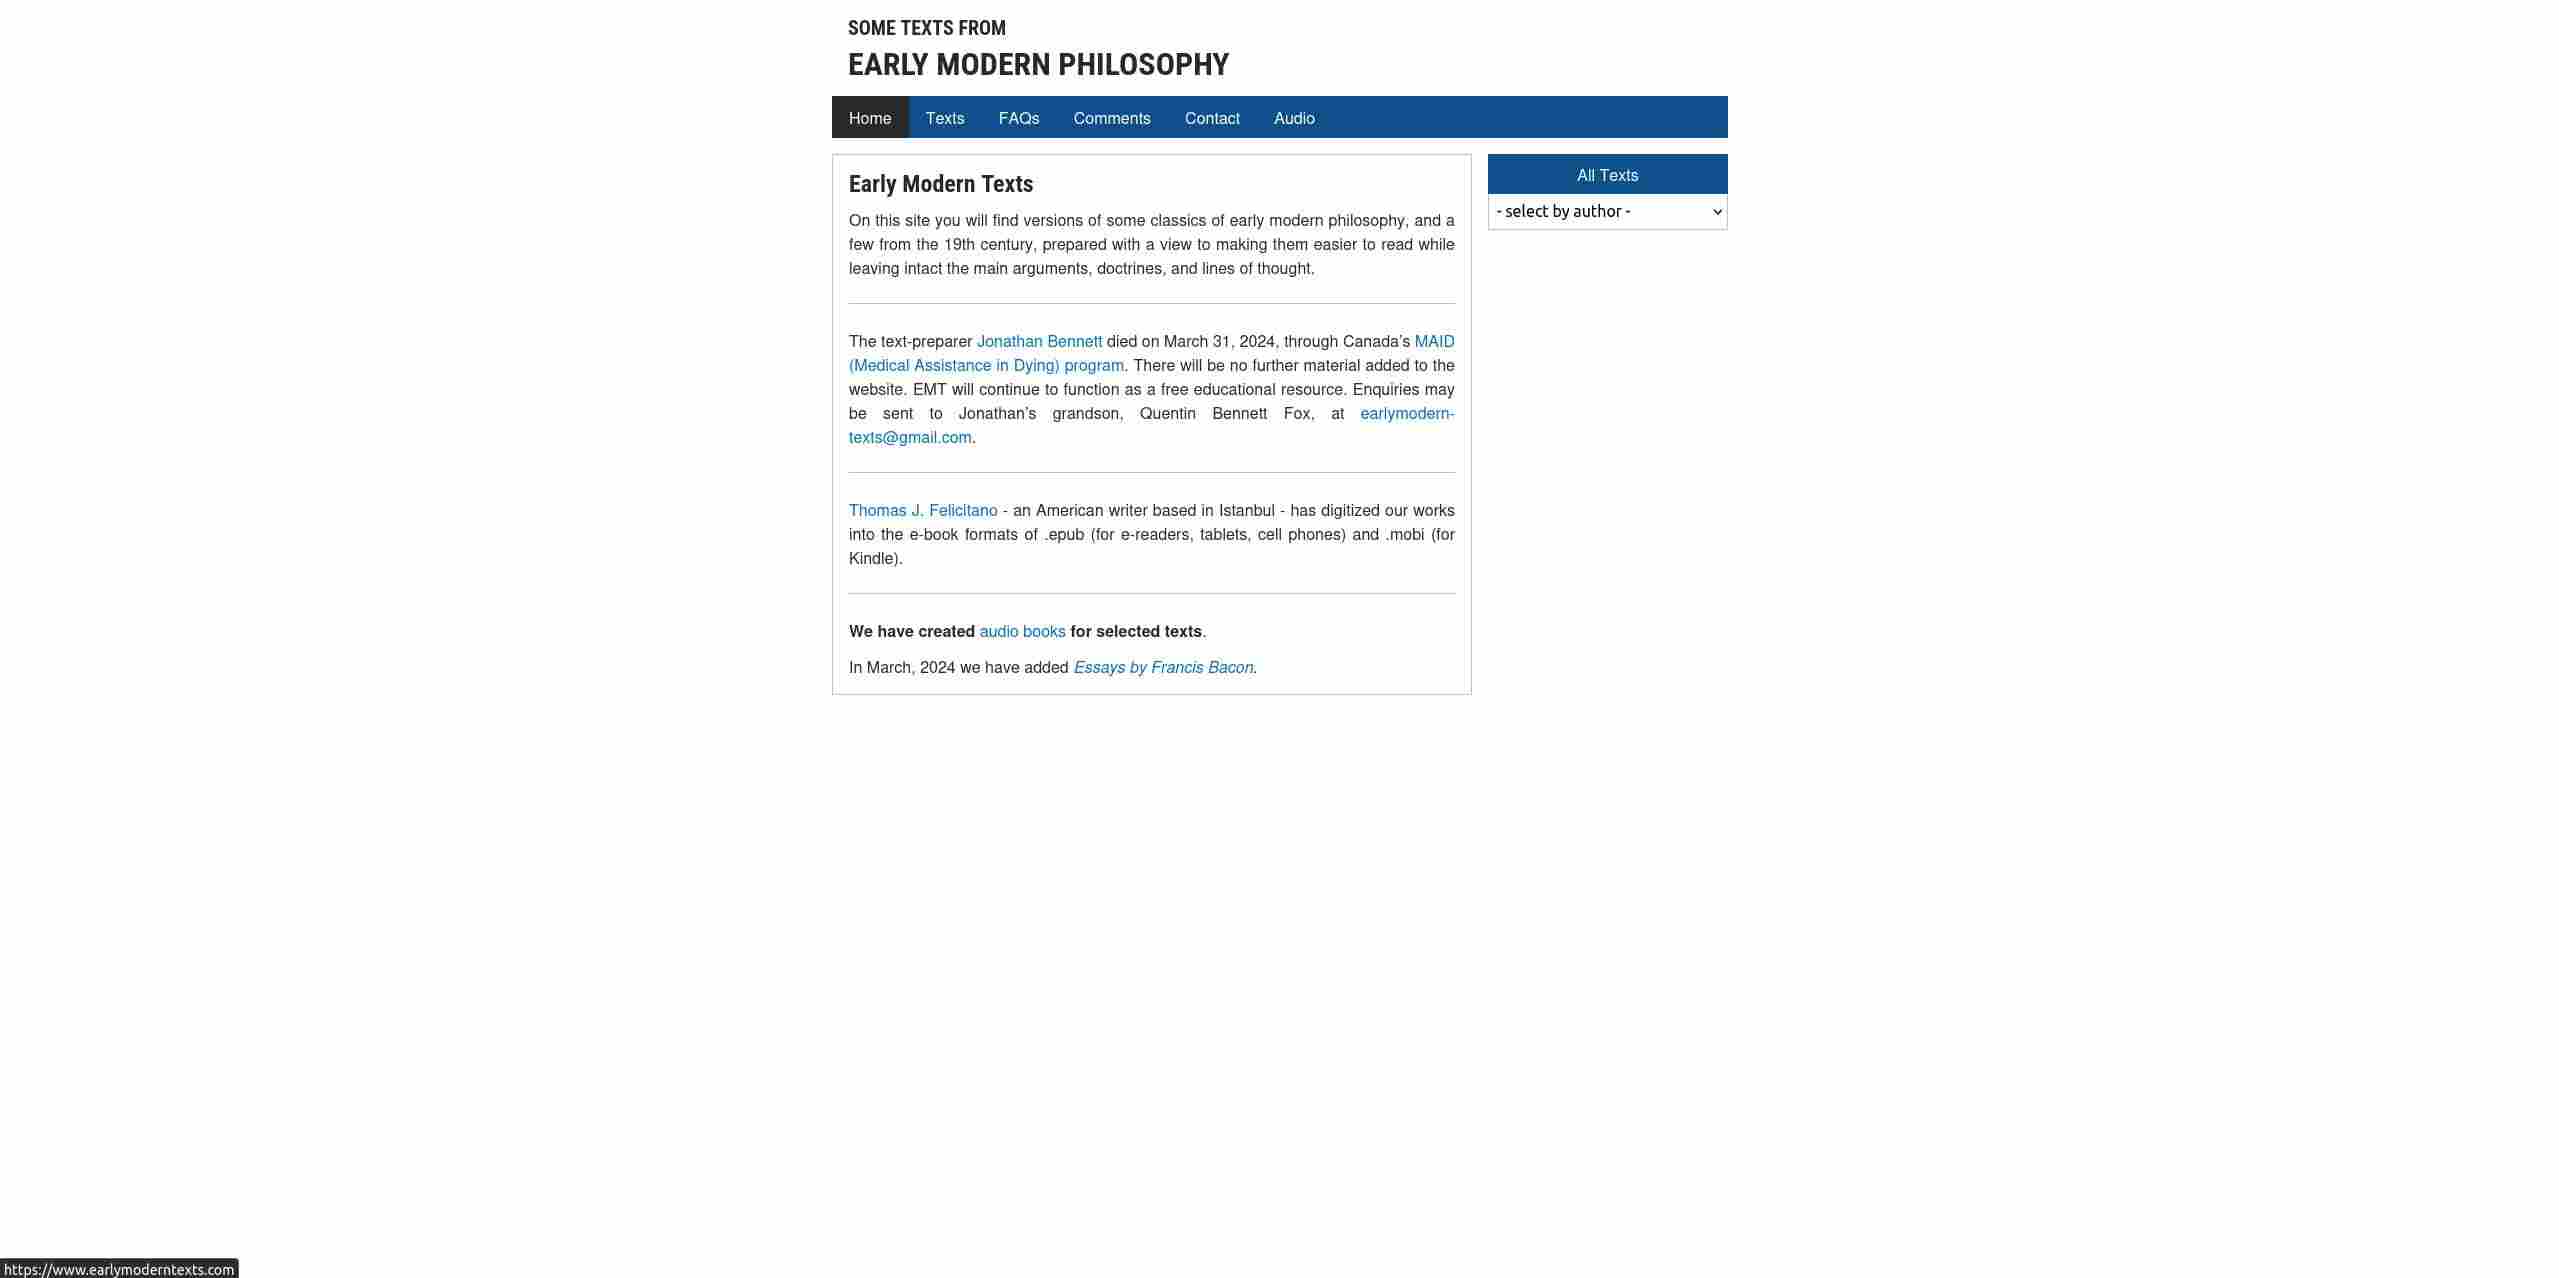 SOME TEXTS FROM
EARLY MODERN PHILOSOPHY
Home Texts FAQs Comments Contact Audio
Early Modern Texts
On this site you will find versions of some classics of early modern philosophy, and a
few from the 19th century, prepared with a view to making them easier to read while
leaving intact the main arguments, doctrines, and lines of thought.
The text-preparer Jonathan Bennett died on March 31, 2024, through Canada's MAID
(Medical Assistance in Dying) program. There will be no further material added to the
website. EMT will continue to function as a free educational resource. Enquiries may
be sent to Jonathan's grandson, Quentin Bennett Fox, at earlymodern-
texts@gmail.com.
Thomas J. Felicitano - an American writer based in Istanbul - has digitized our works
into the e-book formats of .epub (for e-readers, tablets, cell phones) and .mobi (for
Kindle).
We have created audio books for selected texts.
In March, 2024 we have added Essays by Francis Bacon.
All Texts
- select by author -
https://www.earlymoderntexts.com